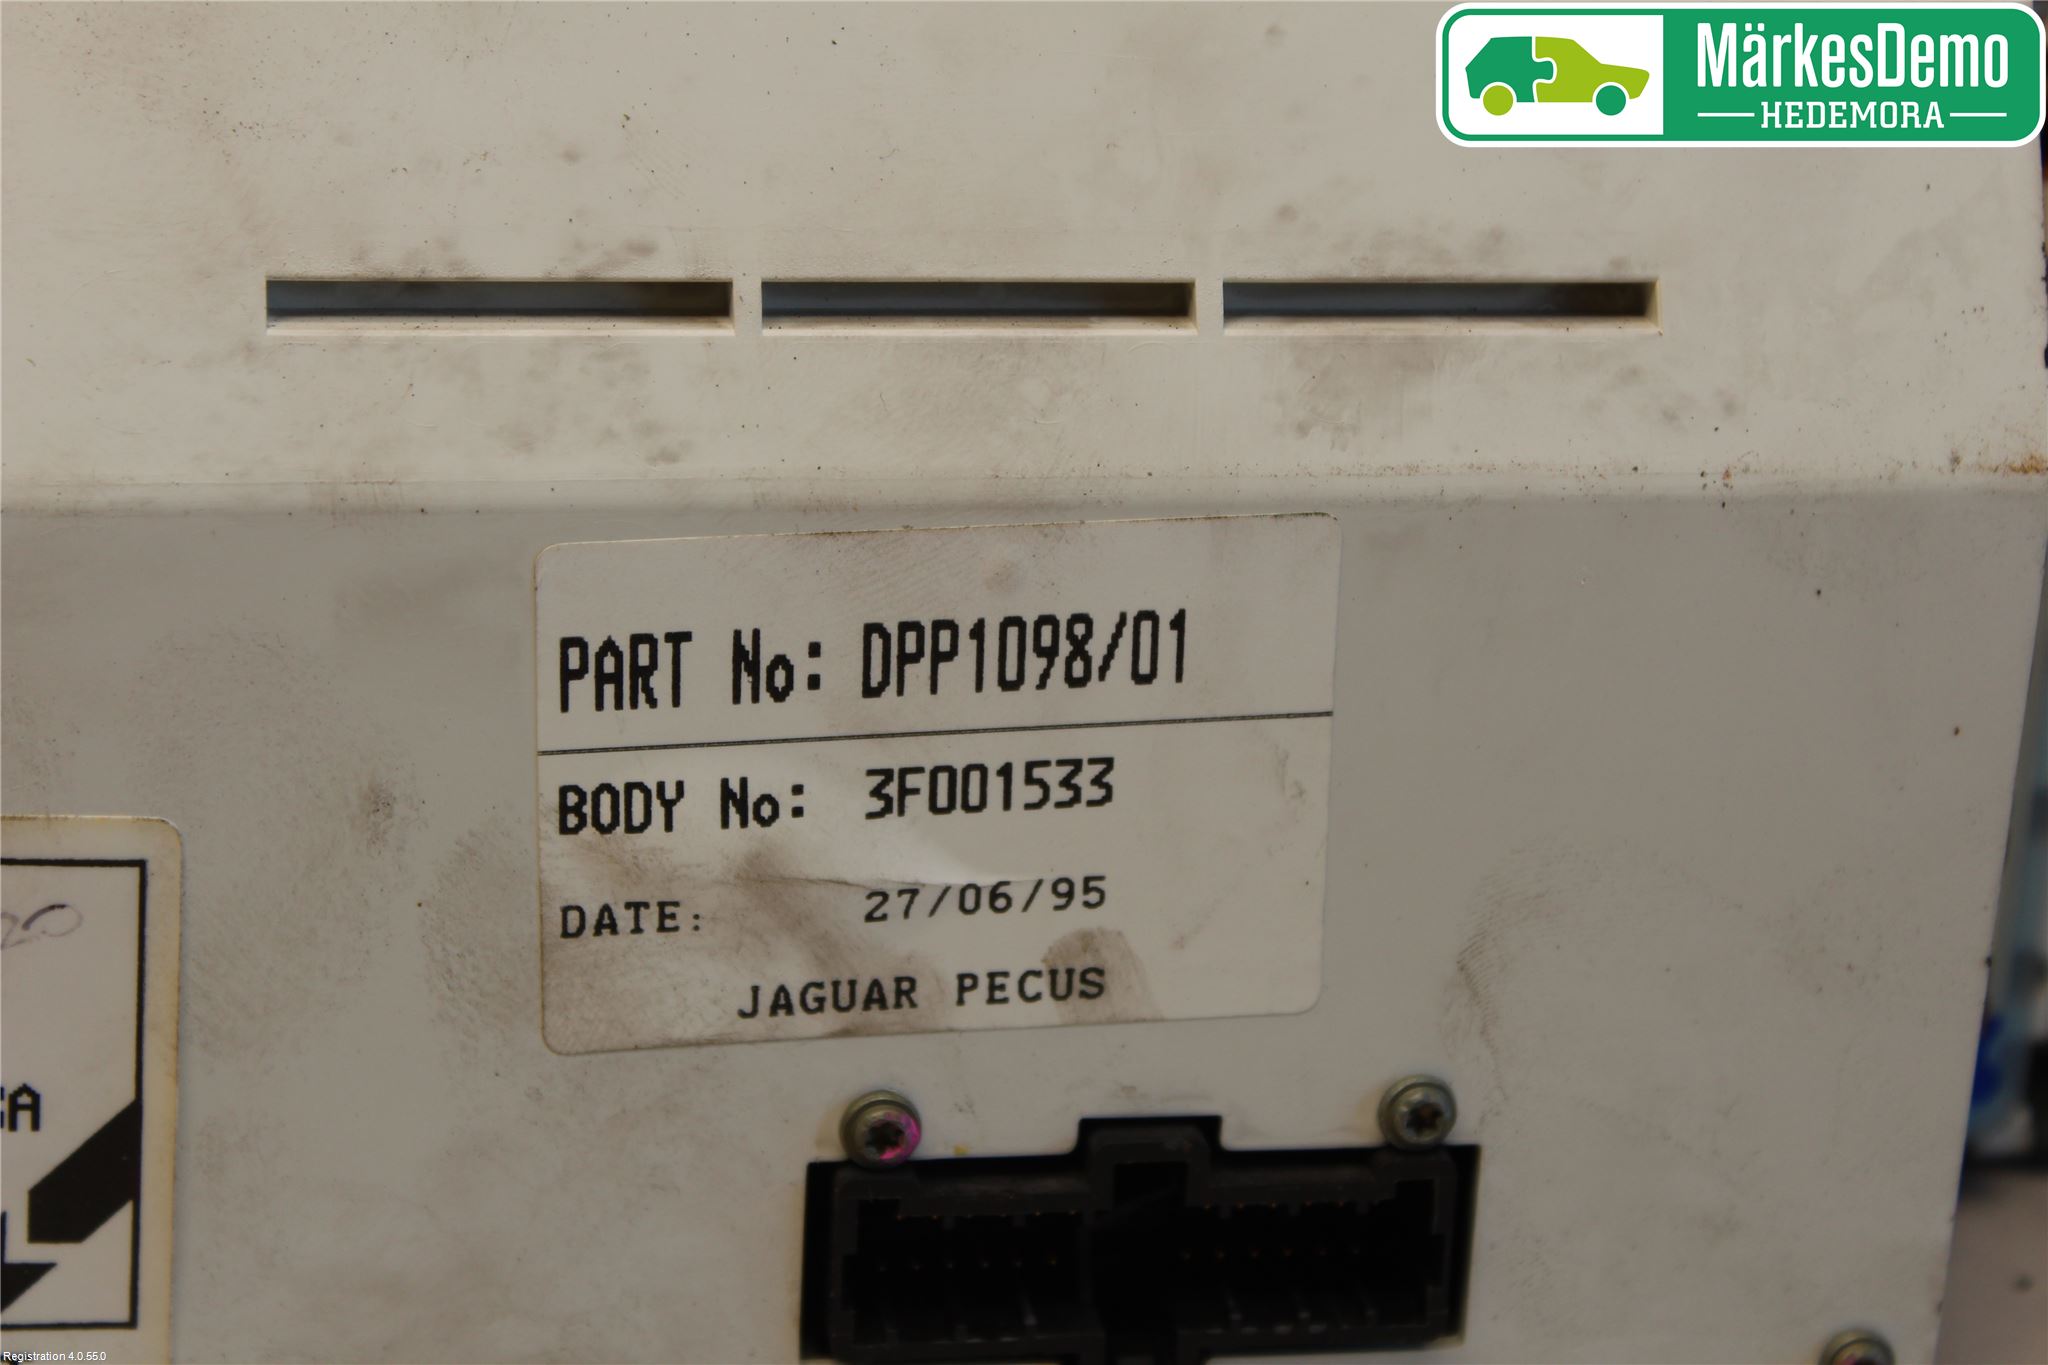 MärkesDemo
HEDEMORA
PART No: DPP1098/01
BODY No: 3F001533
DATE: 27/06/95
JAGUAR PECUS
Registration 4.0.55.0